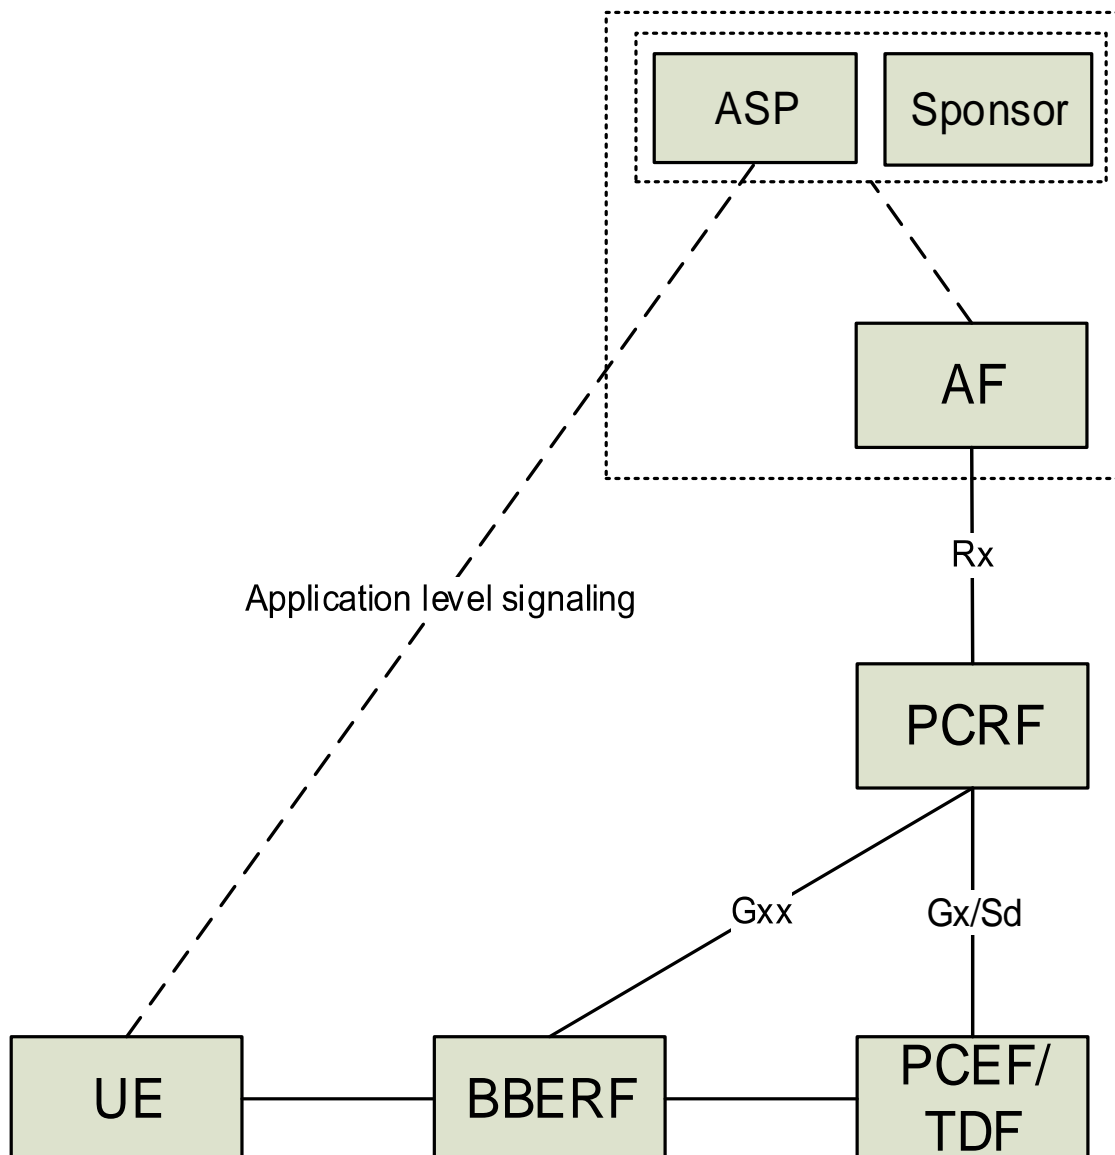 ASP
Sponsor
AF
Rx
Application level signaling
PCRF
Gxx
Gx/Sd
UE
BBERF
PCEF/
TDF